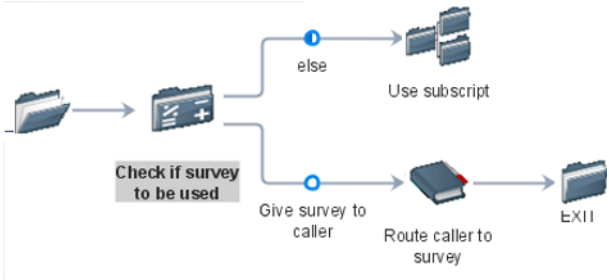 else
Use subscript
Check if survey
to be used
Give survey to
caller
Route caller to
survey
EXIT